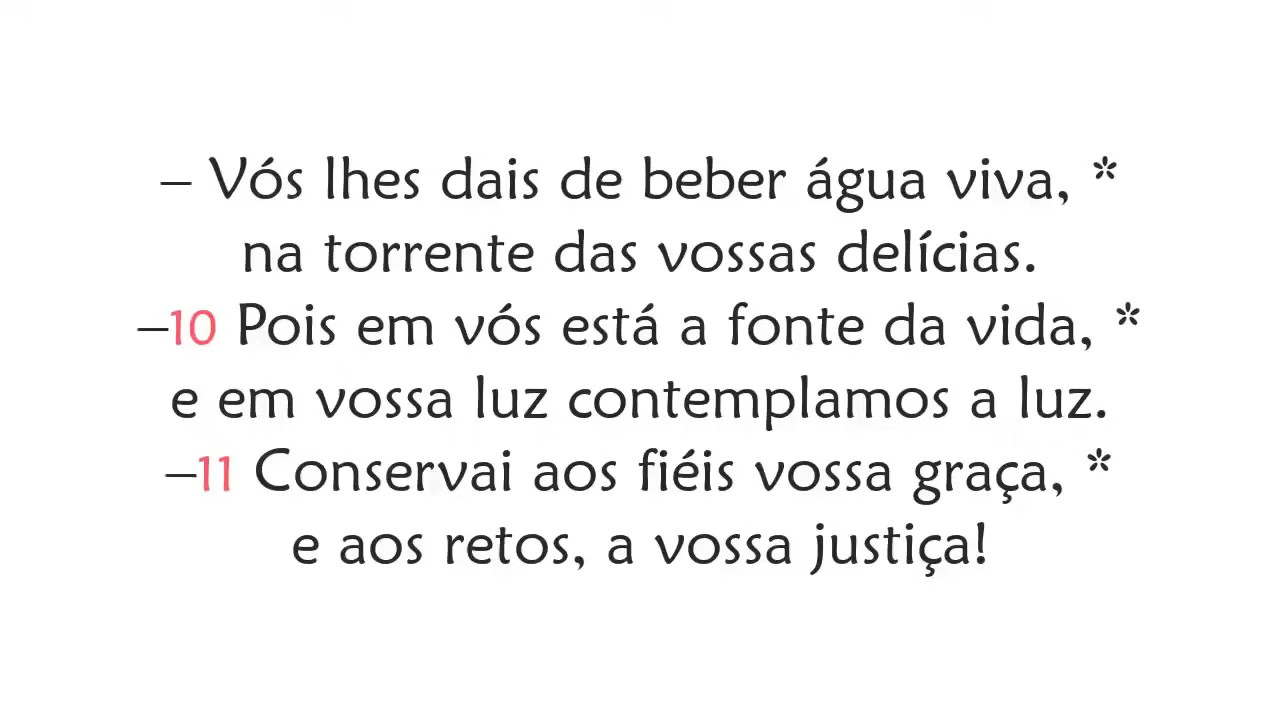 – Vós lhes dais de beber água viva, *
na torrente das vossas delícias.
–10 Pois em vós está a fonte da vida, *
e em vossa luz contemplamos a luz.
–11 Conservai aos fiéis vossa graça, *
e aos retos, a vossa justiça!